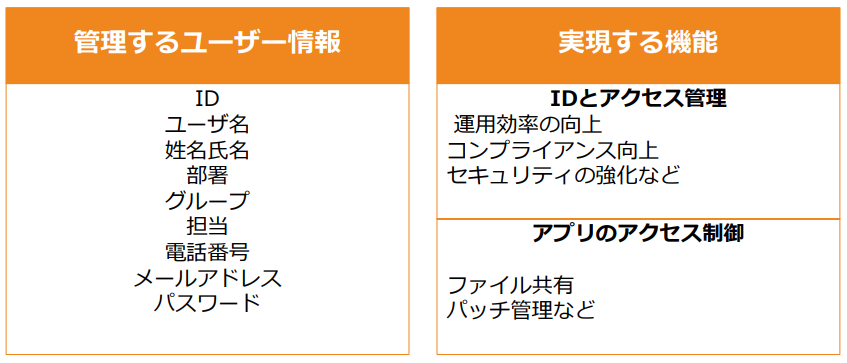 管理するユーザー情報
ID
ユーザ名
姓名氏名
部署
グループ
担当
電話番号
メールアドレス
パスワード
実現する機能
IDとアクセス管理
運用効率の向上
コンプライアンス向上
セキュリティの強化など
アプリのアクセス制御
ファイル共有
パッチ管理など